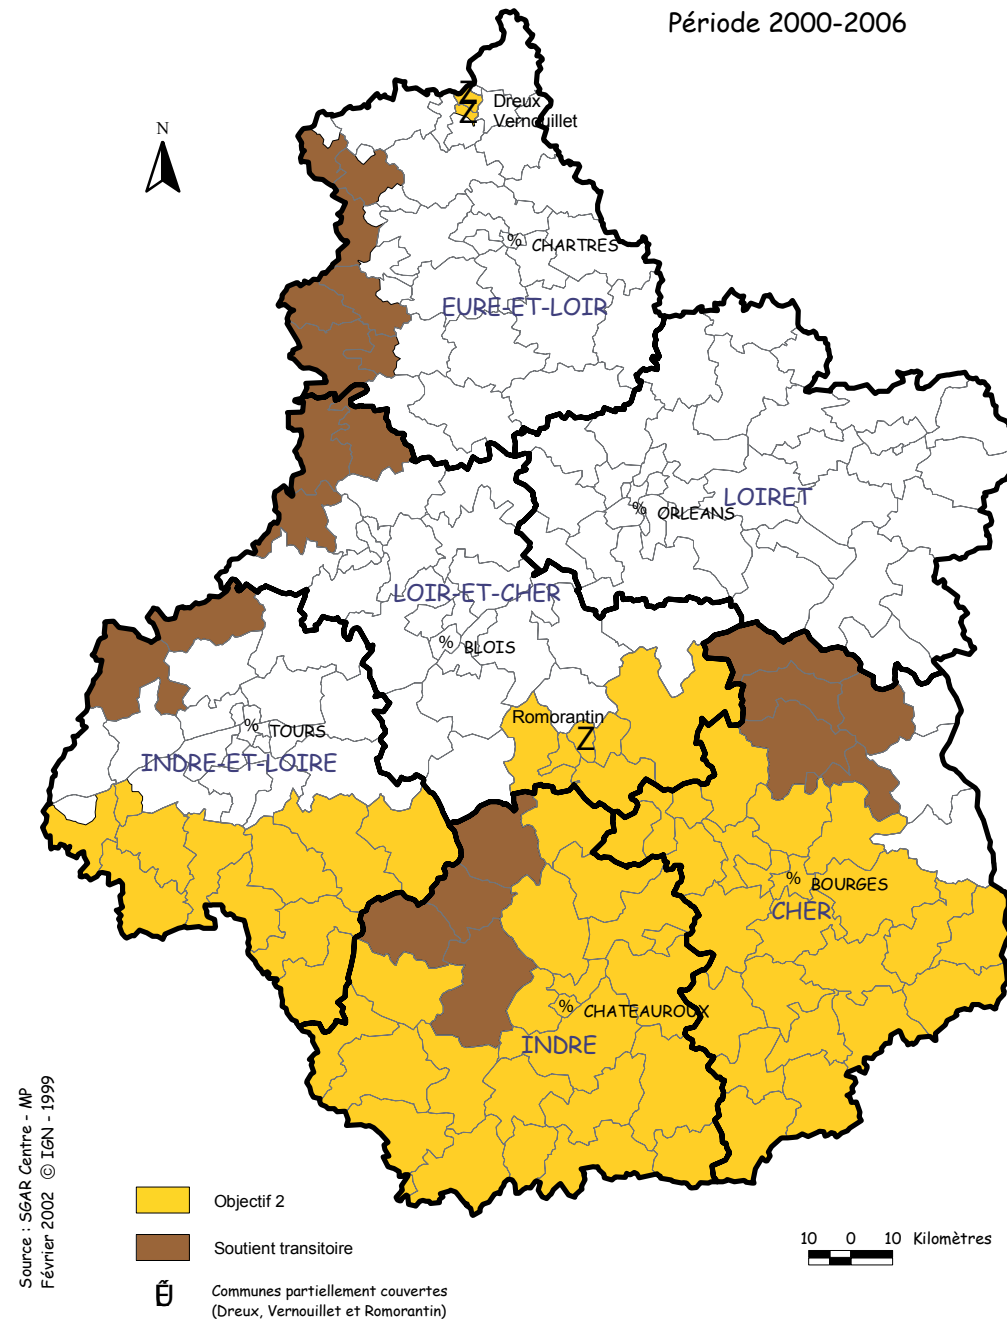 Période 2000-2006
Dreux
Vernouillet
N
% CHARTRES
EURE-ET-LOIR
LOIRET
% ORLEANS
LOIR-ET-CHER
% BLOIS
Romorantin
Z
% TOURS
INDRE-ET-LOIRE
% BOURGES
CHER
% CHATEAUROUX
INDRE
Source : SGAR Centre - MP
Février 2002 © IGN - 1999
Objectif 2
Soutient transitoire
Communes partiellement couvertes
(Dreux, Vernouillet et Romorantin)
10 0 10 Kilomètres